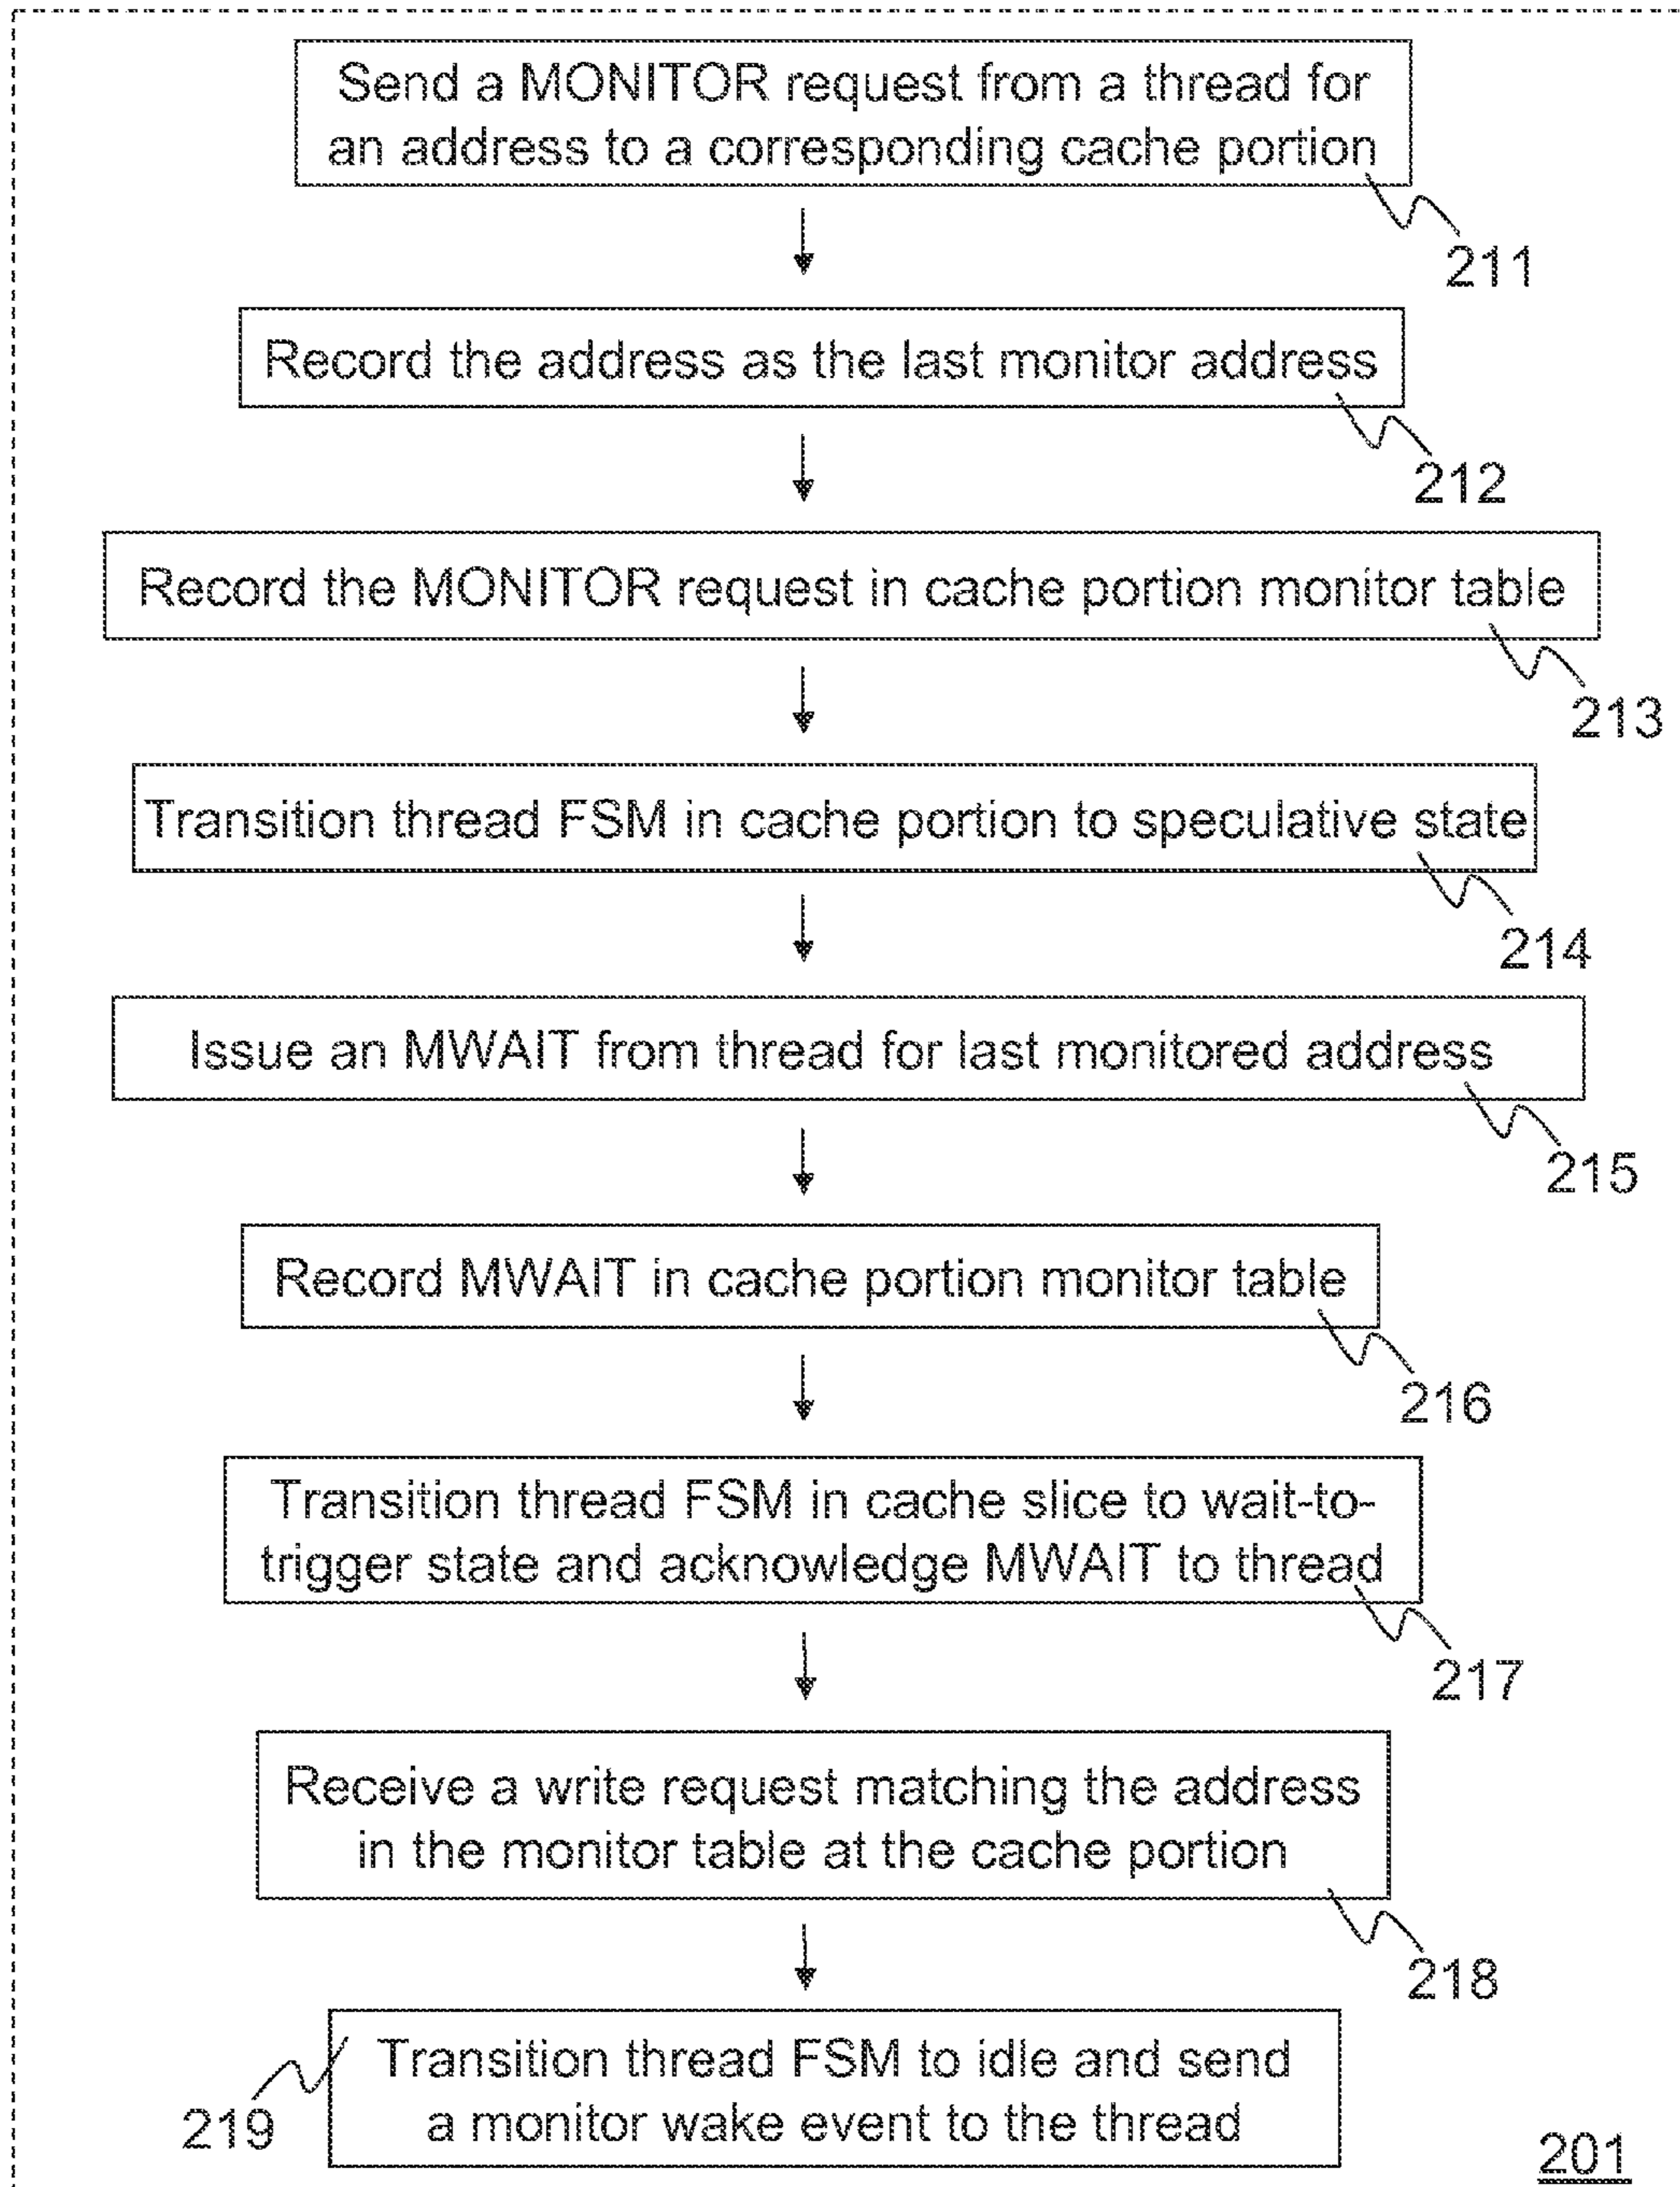 Send a MONITOR request from a thread for
an address to a corresponding cache portion
211
Record the address as the last monitor address
212
Record the MONITOR request in cache portion monitor table
213
Transition thread FSM in cache portion to speculative state
214
Issue an MWAIT from thread for last monitored address
215
Record MWAIT in cache portion monitor table
216
Transition thread FSM in cache slice to wait-to-
trigger state and acknowledge MWAIT to thread
217
Receive a write request matching the address
in the monitor table at the cache portion
218
Transition thread FSM to idle and send
a monitor wake event to the thread
219
201